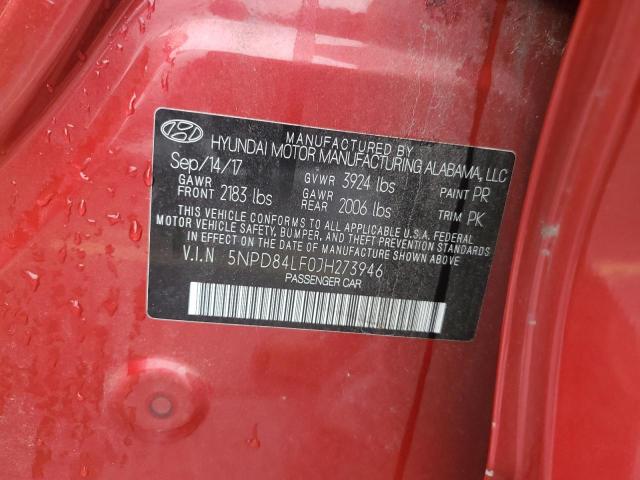 MANUFACTURED BY
HYUNDAI MOTOR MANUFACTURING ALABAMA, LLC
Sep/14/17 GVWR 3924 lbs PAINT PR
GAWR FRONT 2183 lbs GAWR REAR 2006 lbs TRIM PK
THIS VEHICLE CONFORMS TO ALL APPLICABLE U.S.A. FEDERAL
MOTOR VEHICLE SAFETY, BUMPER, AND THEFT PREVENTION STANDARDS
IN EFFECT ON THE DATE OF MANUFACTURE SHOWN ABOVE.
V.I.N 5NPD84LF0JH273946
PASSENGER CAR